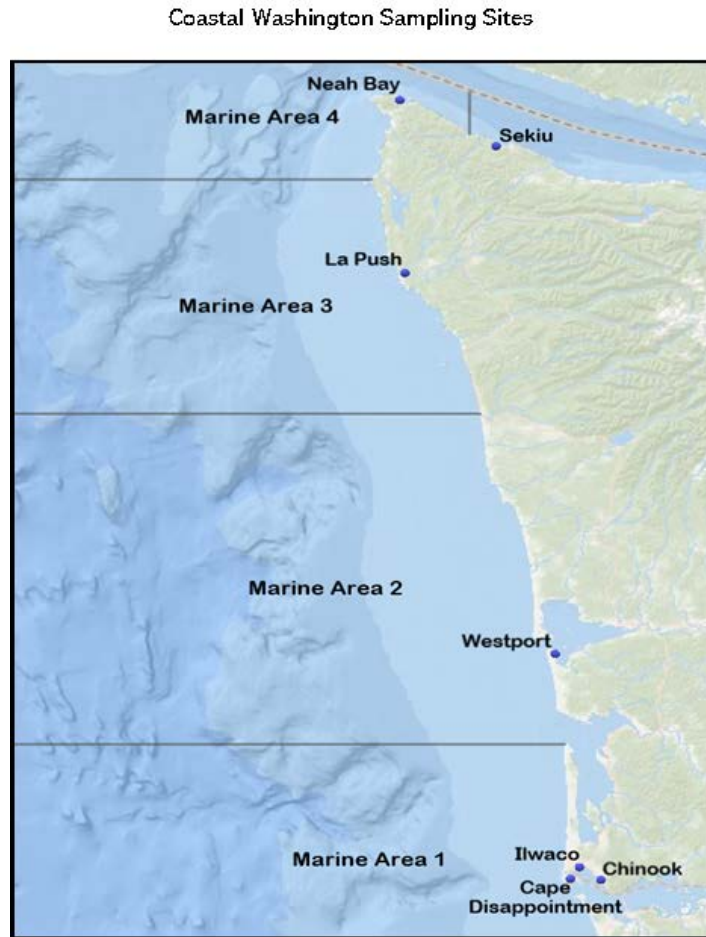 Coastal Washington Sampling Sites
Neah Bay
Marine Area 4
Sekiu
La Push
Marine Area 3
Marine Area 2
Westport
Ilwaco
Marine Area 1
Chinook
Cape
Disappointment